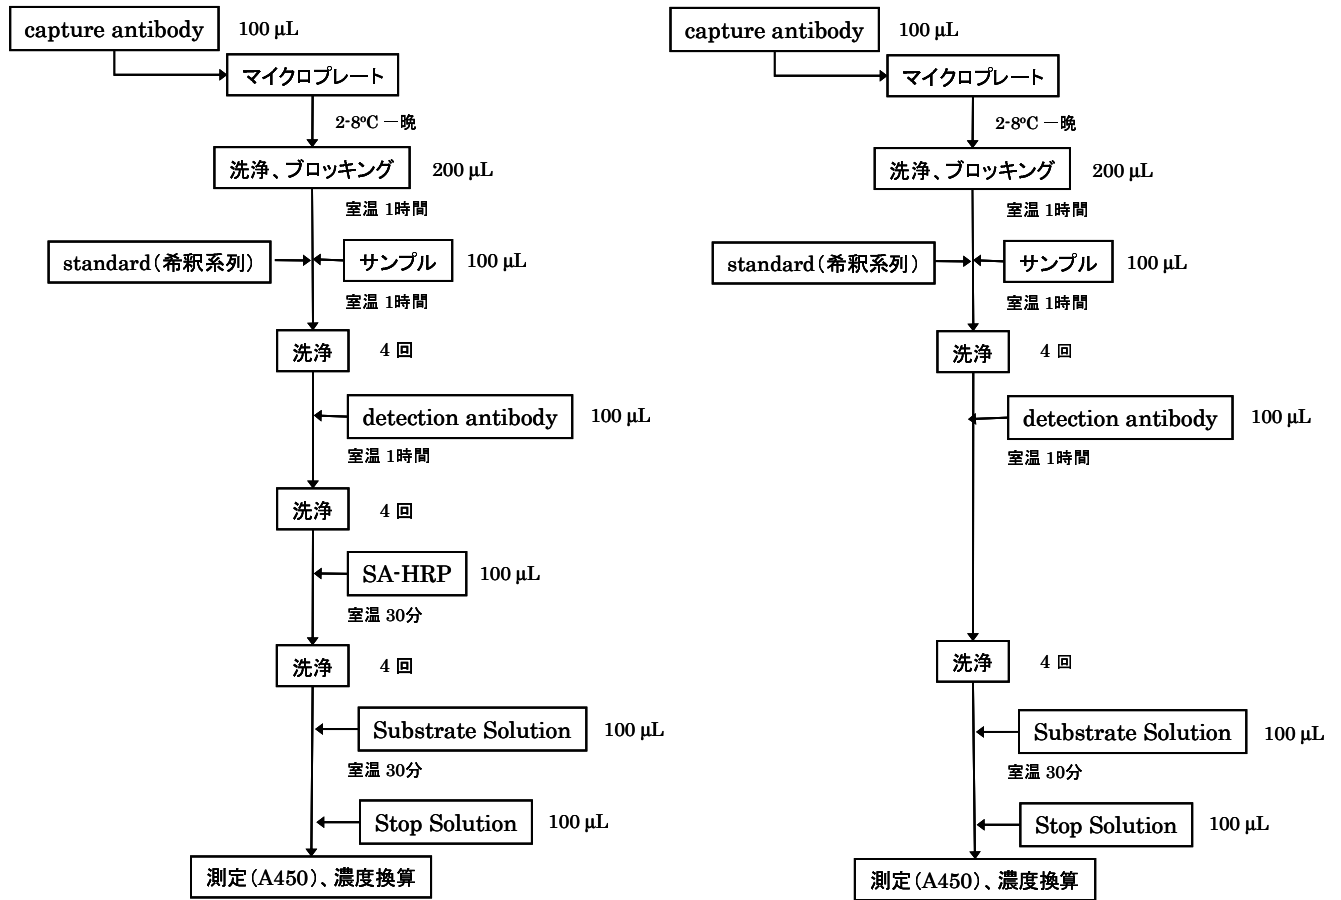 capture antibody 100 µL
マイクロプレート
2-8ºC 一晩
洗浄、ブロッキング 200 µL
室温 1時間
standard（希釈系列） サンプル 100 µL
室温 1時間
洗浄 4 回
detection antibody 100 µL
室温 1時間
洗浄 4 回
SA-HRP 100 µL
室温 30分
洗浄 4 回
Substrate Solution 100 µL
室温 30分
Stop Solution 100 µL
測定（A450）、濃度換算
capture antibody 100 µL
マイクロプレート
2-8ºC 一晩
洗浄、ブロッキング 200 µL
室温 1時間
standard（希釈系列） サンプル 100 µL
室温 1時間
洗浄 4 回
detection antibody 100 µL
室温 1時間
洗浄 4 回
Substrate Solution 100 µL
室温 30分
Stop Solution 100 µL
測定（A450）、濃度換算